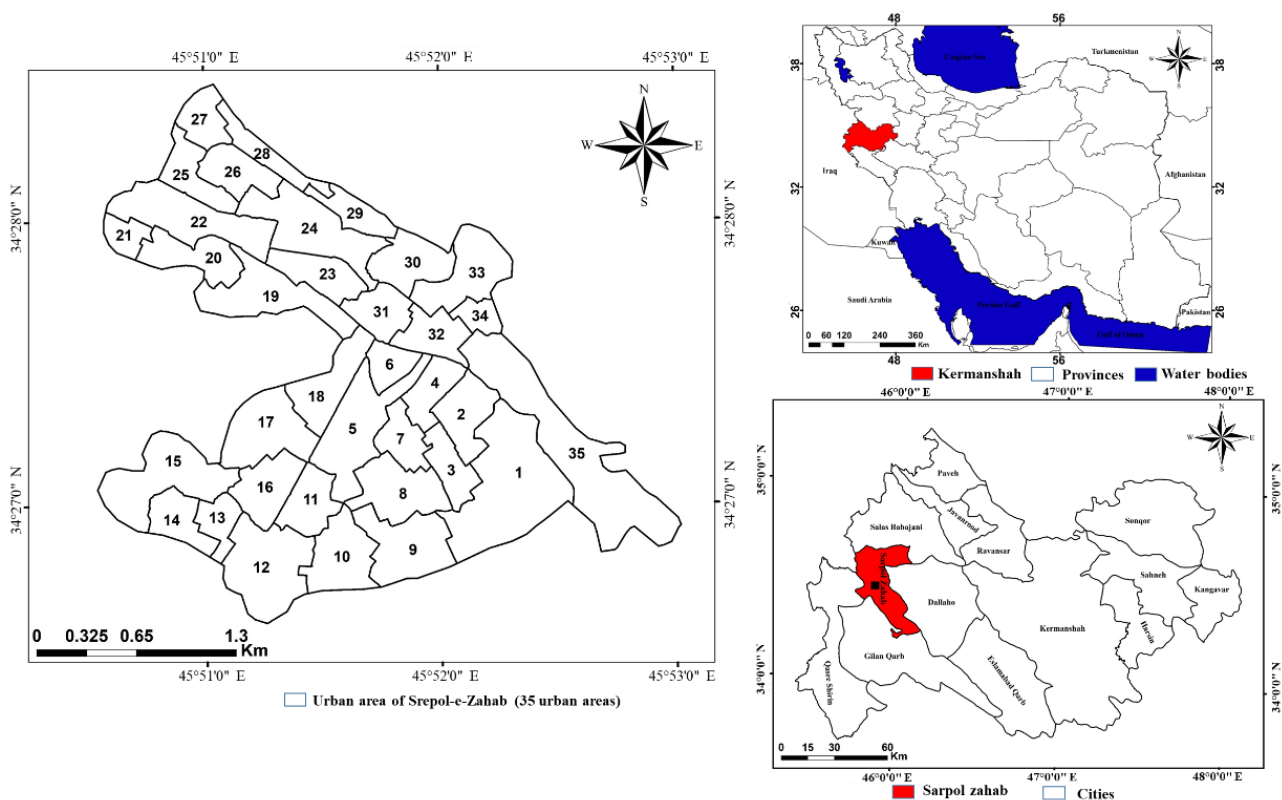 45°51'0" E 45°52'0" E 45°53'0" E
34°28'0" N
34°27'0" N
34°28'0" N
34°27'0" N
N
W E
S
27
28
26
25
29
22
24
21
20
30
33
23
19
31
34
32
6
4
18
2
17
5
7
35
15
3
1
16
11
8
14
13
10
9
12
0 0.325 0.65 1.3
Km
45°51'0" E 45°52'0" E 45°53'0" E
Urban area of Srepol-e-Zahab (35 urban areas)
48 56
38
32
26
38
32
26
Caspian Sea
Turkmenistan
N
W E
S
Iraq
Afghanistan
Kuwait
Saudi Arabia
Persian Gulf
Pakistan
Gulf of Oman
0 60 120 240 360
Km
48 56
Kermanshah Provinces Water bodies
46°0'0" E 47°0'0" E 48°0'0" E
35°0'0" N
34°0'0" N
35°0'0" N
34°0'0" N
N
W E
S
Paveh
Javanrood
Salas Babajani
Sonqor
Ravansar
Sarpol Zahab
Sahneh
Kangavar
Dallaho
Kermanshah
Harsin
Gilan Qarb
Eslamabad Qarb
Qasre Shirin
0 15 30 60
Km
46°0'0" E 47°0'0" E 48°0'0" E
Sarpol zahab Cities